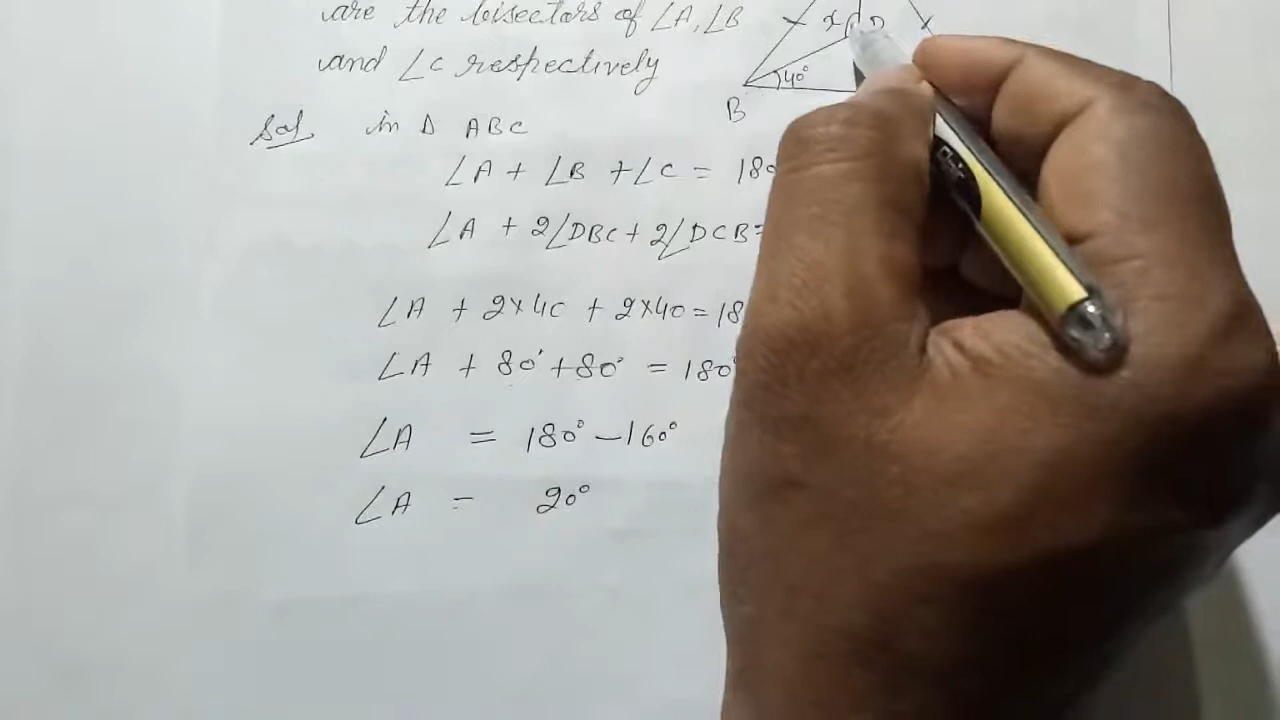 are the bisectors of ∠A, ∠B
and ∠C respectively
x D
40°
B
Sol in Δ ABC
∠A + ∠B + ∠C = 180
∠A + 2∠DBC + 2∠DCB =
∠A + 2×40 + 2×40 = 18
∠A + 80° + 80° = 180°
∠A = 180° - 160°
∠A = 20°